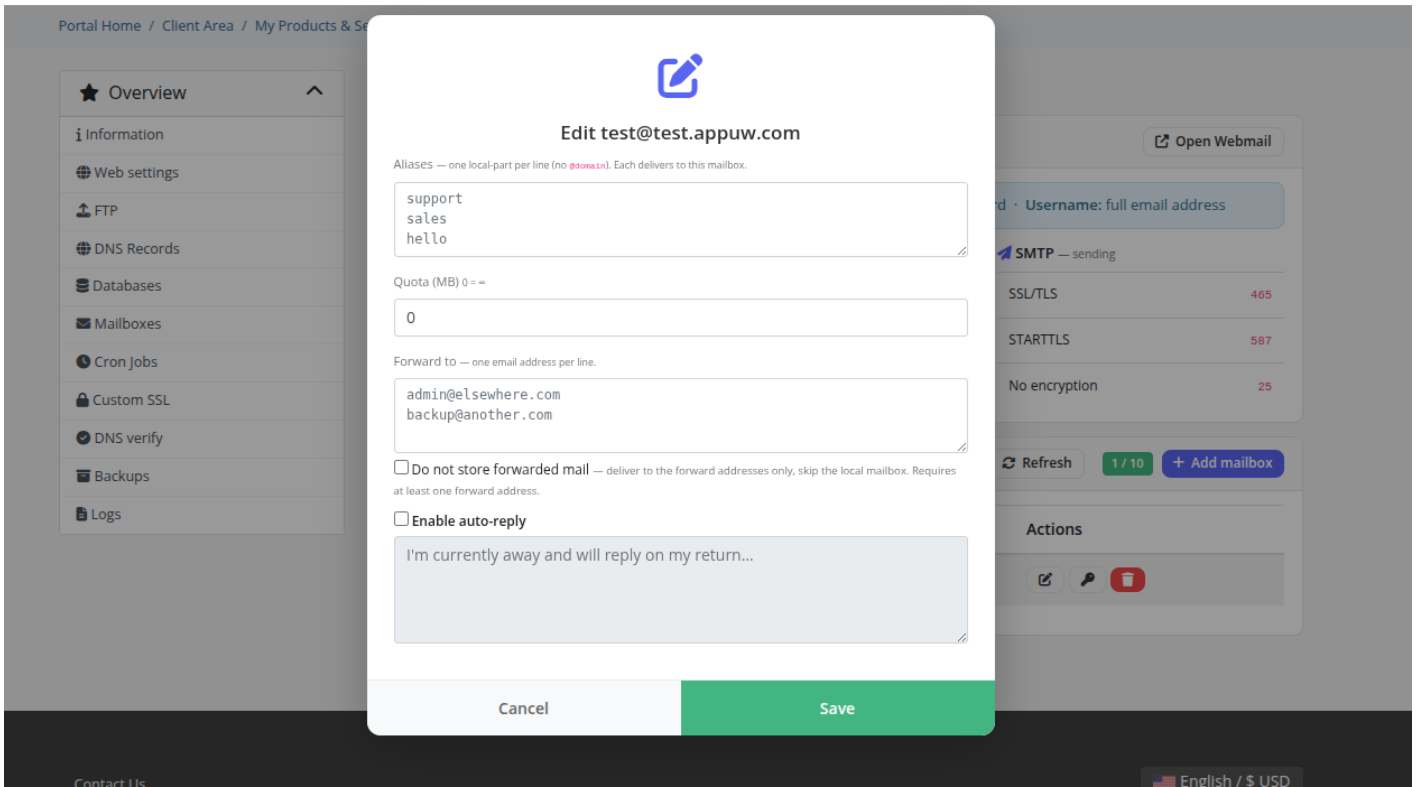 Portal Home / Client Area / My Products & Se
Overview
Information
Web settings
FTP
DNS Records
Databases
Mailboxes
Cron Jobs
Custom SSL
DNS verify
Backups
Logs
Edit test@test.appuw.com
Aliases — one local-part per line (no @domain). Each delivers to this mailbox.
support
sales
hello
Quota (MB) 0 = ∞
0
Forward to — one email address per line.
admin@elsewhere.com
backup@another.com
Do not store forwarded mail — deliver to the forward addresses only, skip the local mailbox. Requires
at least one forward address.
Enable auto-reply
I'm currently away and will reply on my return...
Cancel
Save
Open Webmail
rd · Username: full email address
SMTP — sending
SSL/TLS 465
STARTTLS 587
No encryption 25
Refresh
1 / 10
+ Add mailbox
Actions
Contact Us
English / $ USD